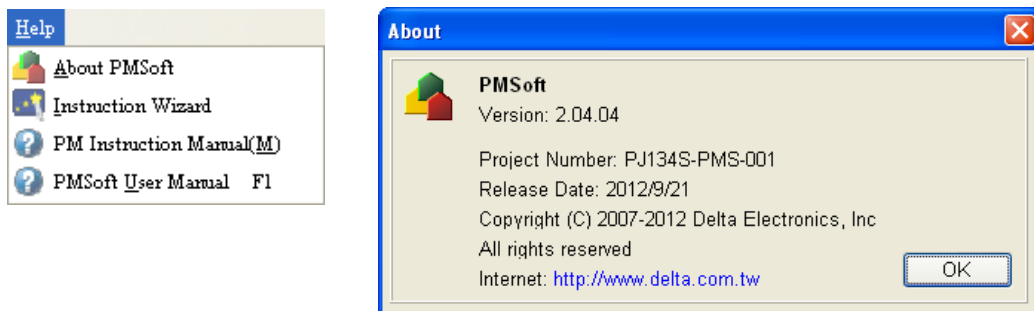 Help
About PMSoft
Instruction Wizard
PM Instruction Manual(M)
PMSoft User Manual F1
About
PMSoft
Version: 2.04.04
Project Number: PJ134S-PMS-001
Release Date: 2012/9/21
Copyright (C) 2007-2012 Delta Electronics, Inc
All rights reserved
Internet: http://www.delta.com.tw
OK